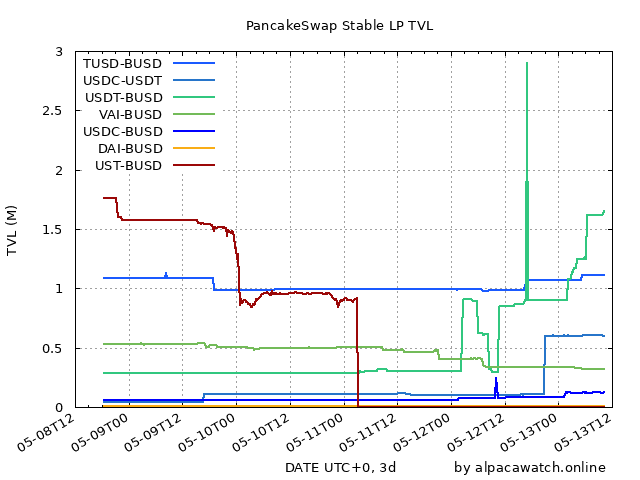 PancakeSwap Stable LP TVL
3
2.5
2
1.5
1
0.5
0
TVL (M)
TUSD-BUSD
USDC-USDT
USDT-BUSD
VAI-BUSD
USDC-BUSD
DAI-BUSD
UST-BUSD
05-08T12
05-09T00
05-09T12
05-10T00
05-10T12
05-11T00
05-11T12
05-12T00
05-12T12
05-13T00
05-13T12
DATE UTC+0, 3d
by alpacawatch.online